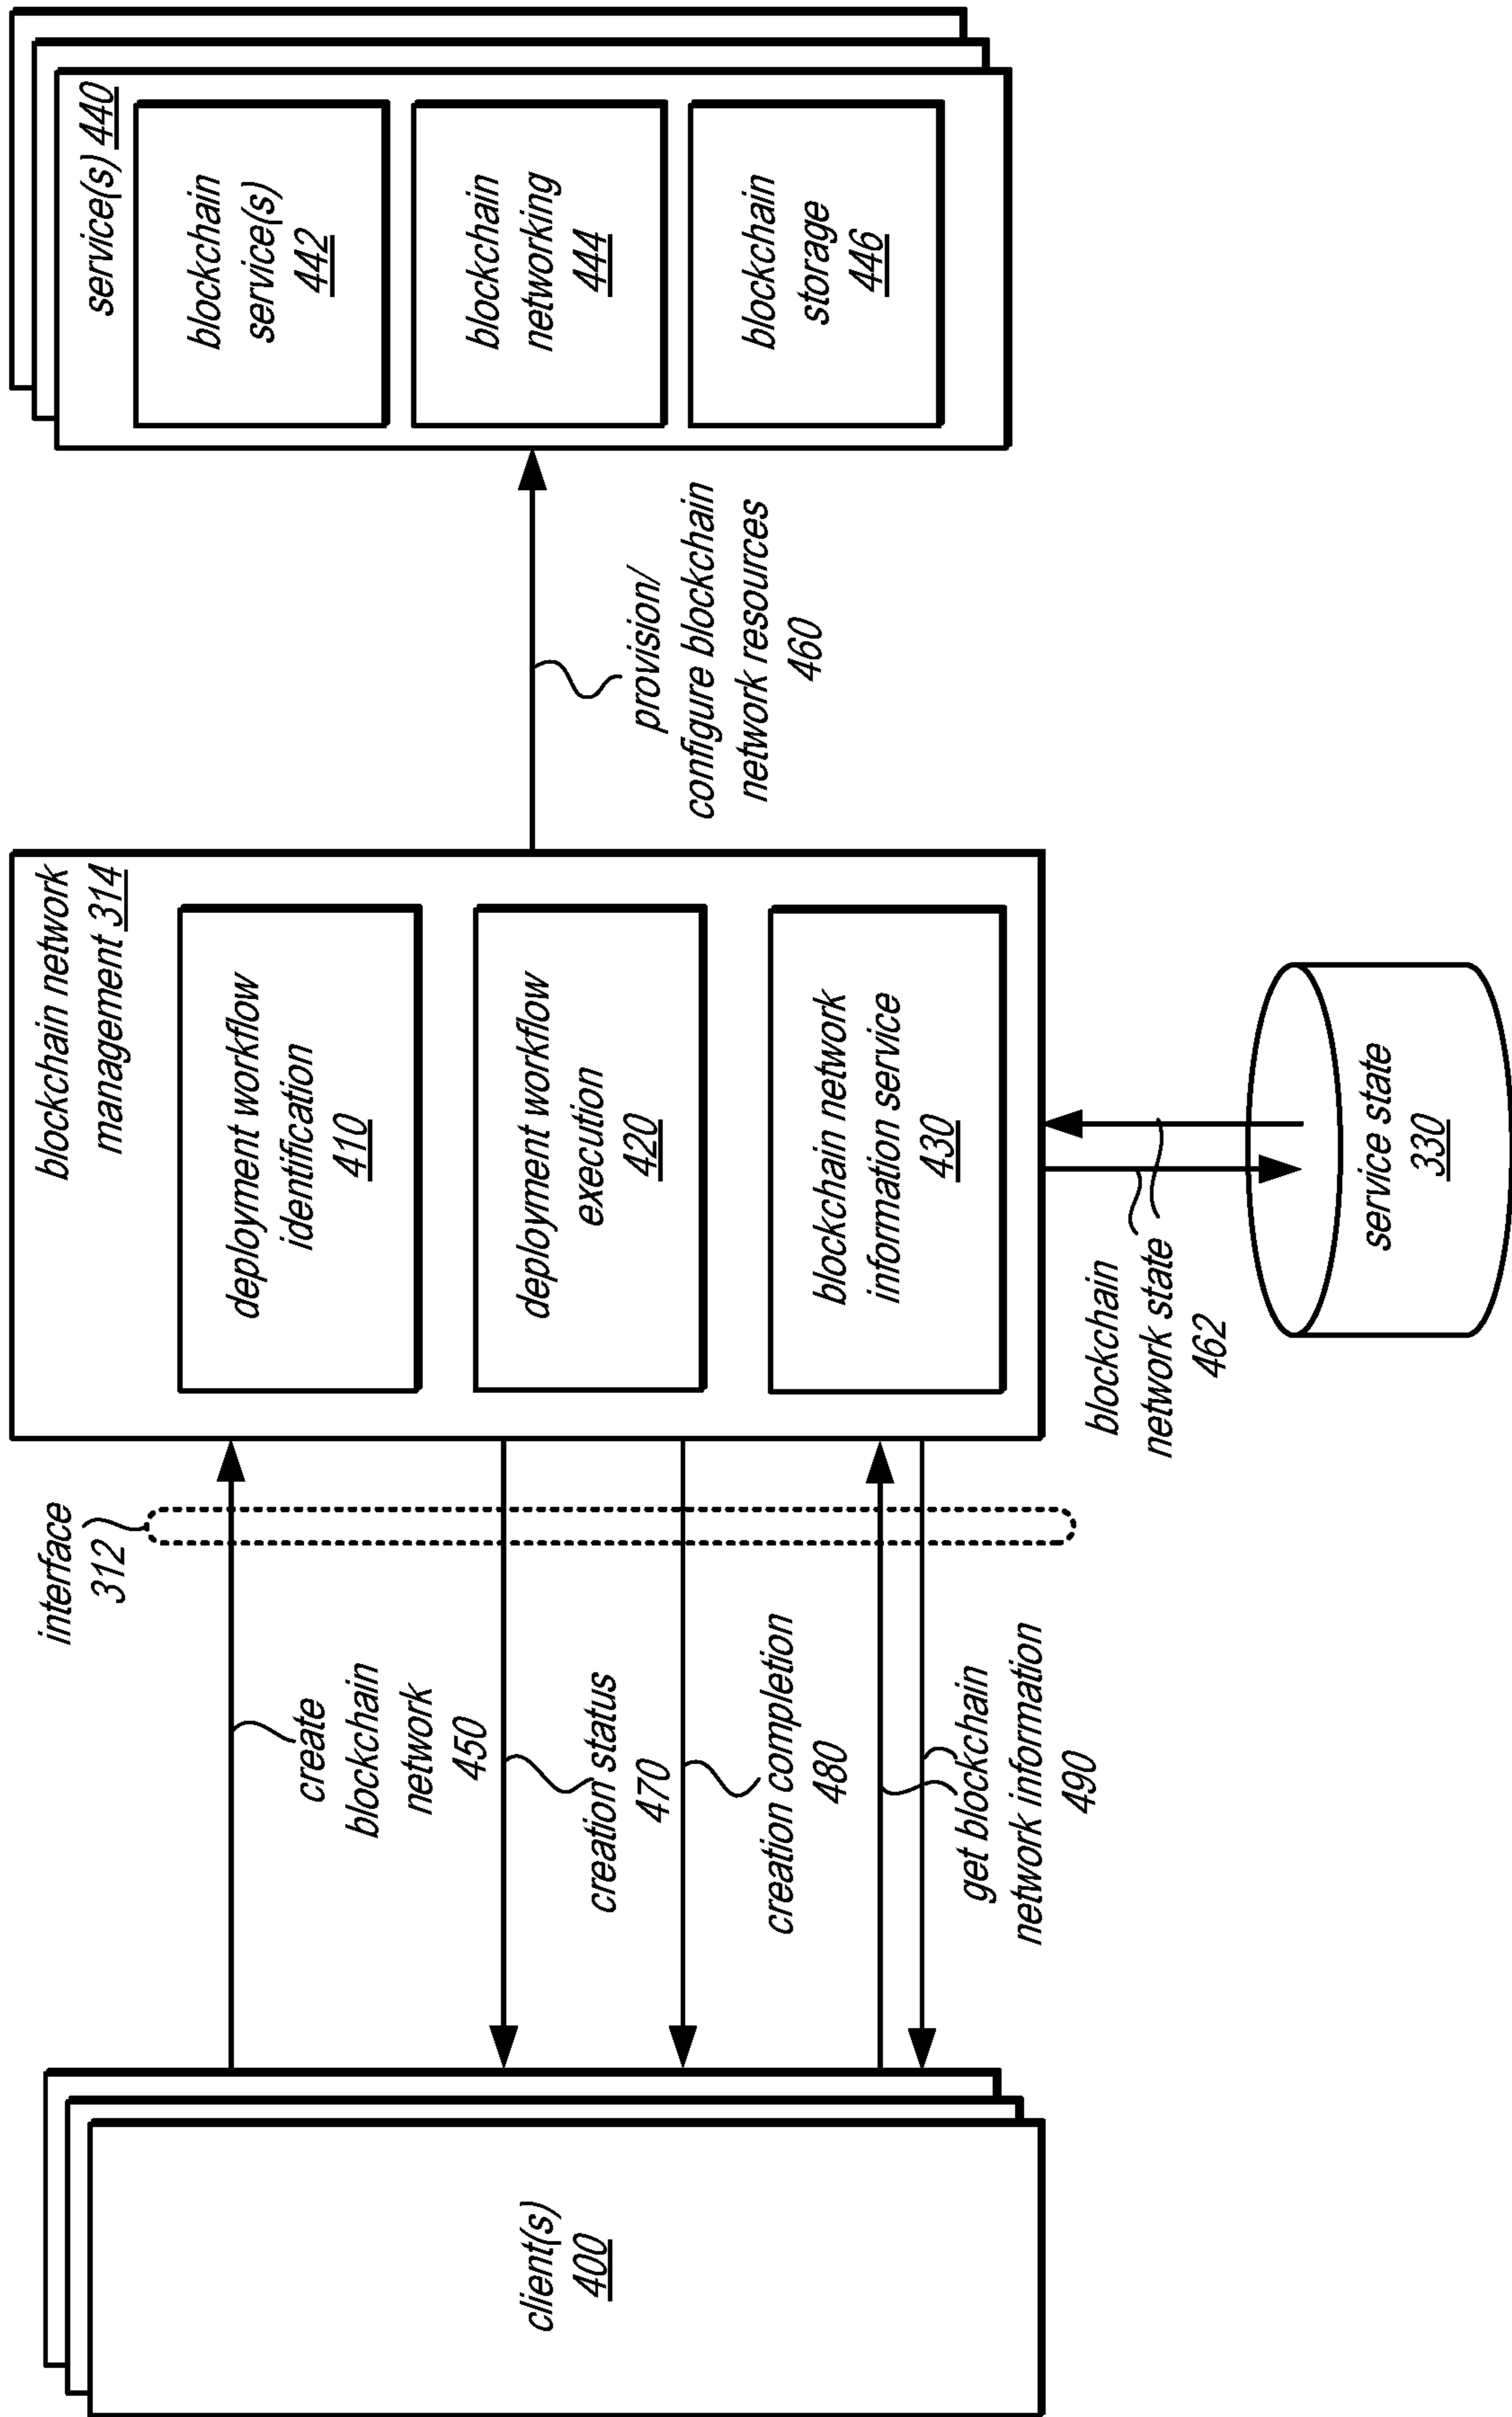 client(s)
400
interface
312
create
blockchain
network
450
creation status
470
creation completion
480
get blockchain
network information
490
blockchain network
management 314
deployment workflow
identification
410
deployment workflow
execution
420
blockchain network
information service
430
blockchain
network state
462
service state
330
provision/
configure blockchain
network resources
460
service(s) 440
blockchain
service(s)
442
blockchain
networking
444
blockchain
storage
446